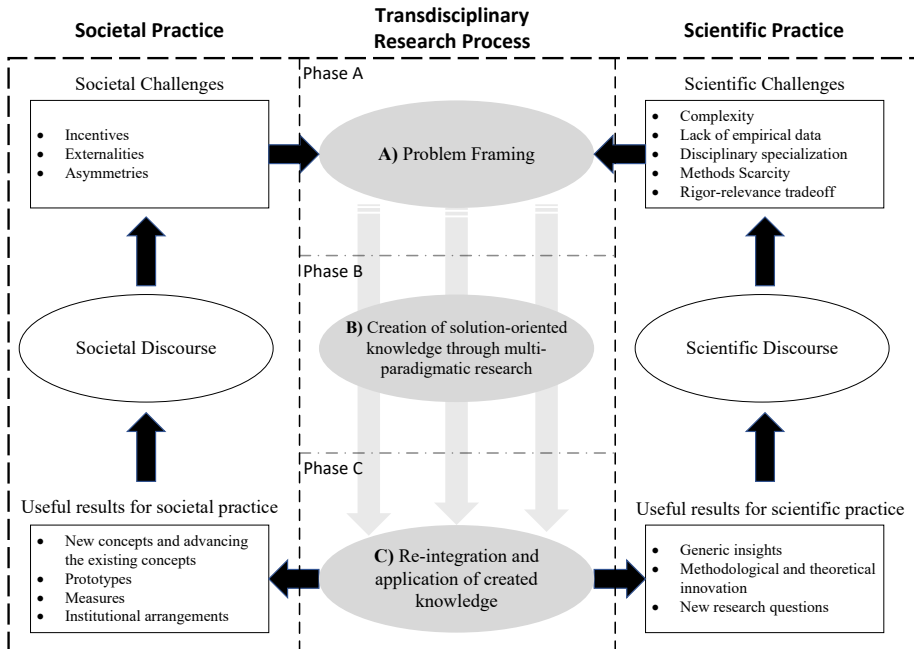 Societal Practice
Transdisciplinary
Research Process
Scientific Practice
Societal Challenges
• Incentives
• Externalities
• Asymmetries
Phase A
A) Problem Framing
Scientific Challenges
• Complexity
• Lack of empirical data
• Disciplinary specialization
• Methods Scarcity
• Rigor-relevance tradeoff
Societal Discourse
Phase B
B) Creation of solution-oriented
knowledge through multi-
paradigmatic research
Scientific Discourse
Useful results for societal practice
• New concepts and advancing
the existing concepts
• Prototypes
• Measures
• Institutional arrangements
Phase C
C) Re-integration and
application of created
knowledge
Useful results for scientific practice
• Generic insights
• Methodological and theoretical
innovation
• New research questions